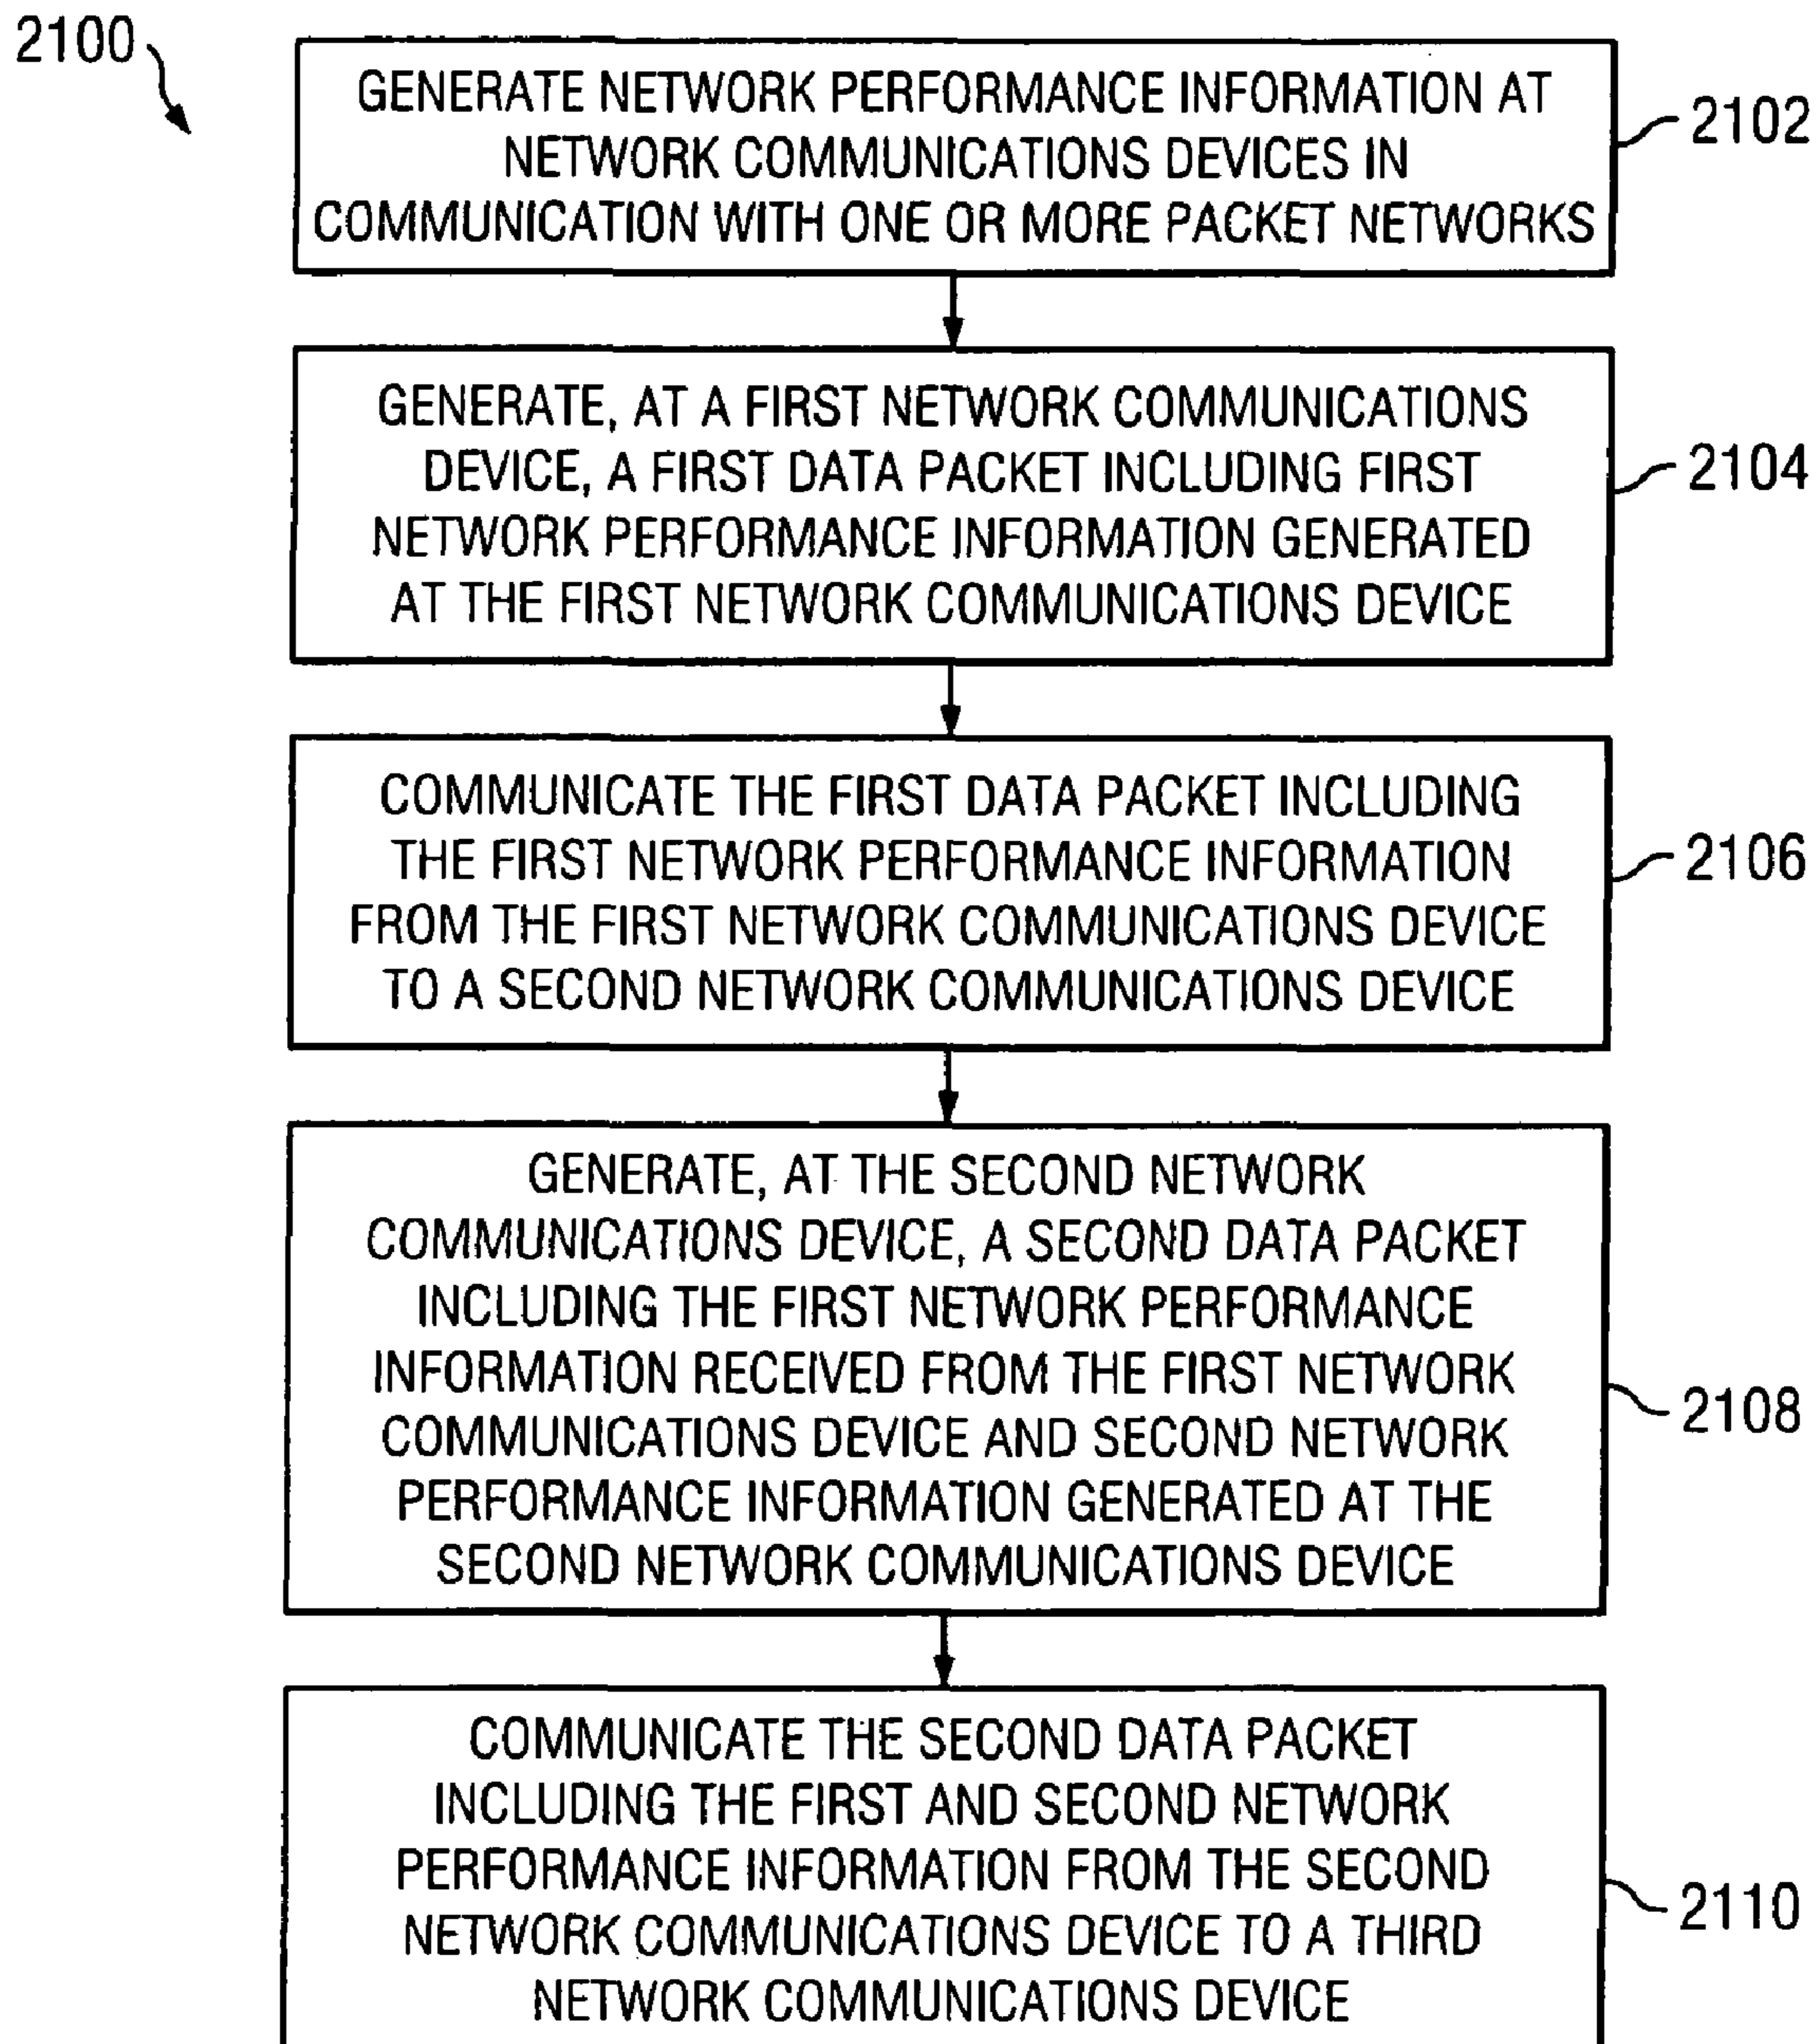 2100
GENERATE NETWORK PERFORMANCE INFORMATION AT
NETWORK COMMUNICATIONS DEVICES IN
COMMUNICATION WITH ONE OR MORE PACKET NETWORKS
2102
GENERATE, AT A FIRST NETWORK COMMUNICATIONS
DEVICE, A FIRST DATA PACKET INCLUDING FIRST
NETWORK PERFORMANCE INFORMATION GENERATED
AT THE FIRST NETWORK COMMUNICATIONS DEVICE
2104
COMMUNICATE THE FIRST DATA PACKET INCLUDING
THE FIRST NETWORK PERFORMANCE INFORMATION
FROM THE FIRST NETWORK COMMUNICATIONS DEVICE
TO A SECOND NETWORK COMMUNICATIONS DEVICE
2106
GENERATE, AT THE SECOND NETWORK
COMMUNICATIONS DEVICE, A SECOND DATA PACKET
INCLUDING THE FIRST NETWORK PERFORMANCE
INFORMATION RECEIVED FROM THE FIRST NETWORK
COMMUNICATIONS DEVICE AND SECOND NETWORK
PERFORMANCE INFORMATION GENERATED AT THE
SECOND NETWORK COMMUNICATIONS DEVICE
2108
COMMUNICATE THE SECOND DATA PACKET
INCLUDING THE FIRST AND SECOND NETWORK
PERFORMANCE INFORMATION FROM THE SECOND
NETWORK COMMUNICATIONS DEVICE TO A THIRD
NETWORK COMMUNICATIONS DEVICE
2110